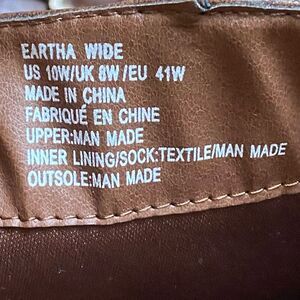 EARTHA WIDE
US 10W/UK 8W/EU 41W
MADE IN CHINA
FABRIQUÉ EN CHINE
UPPER:MAN MADE
INNER LINING/SOCK:TEXTILE/MAN MADE
OUTSOLE:MAN MADE